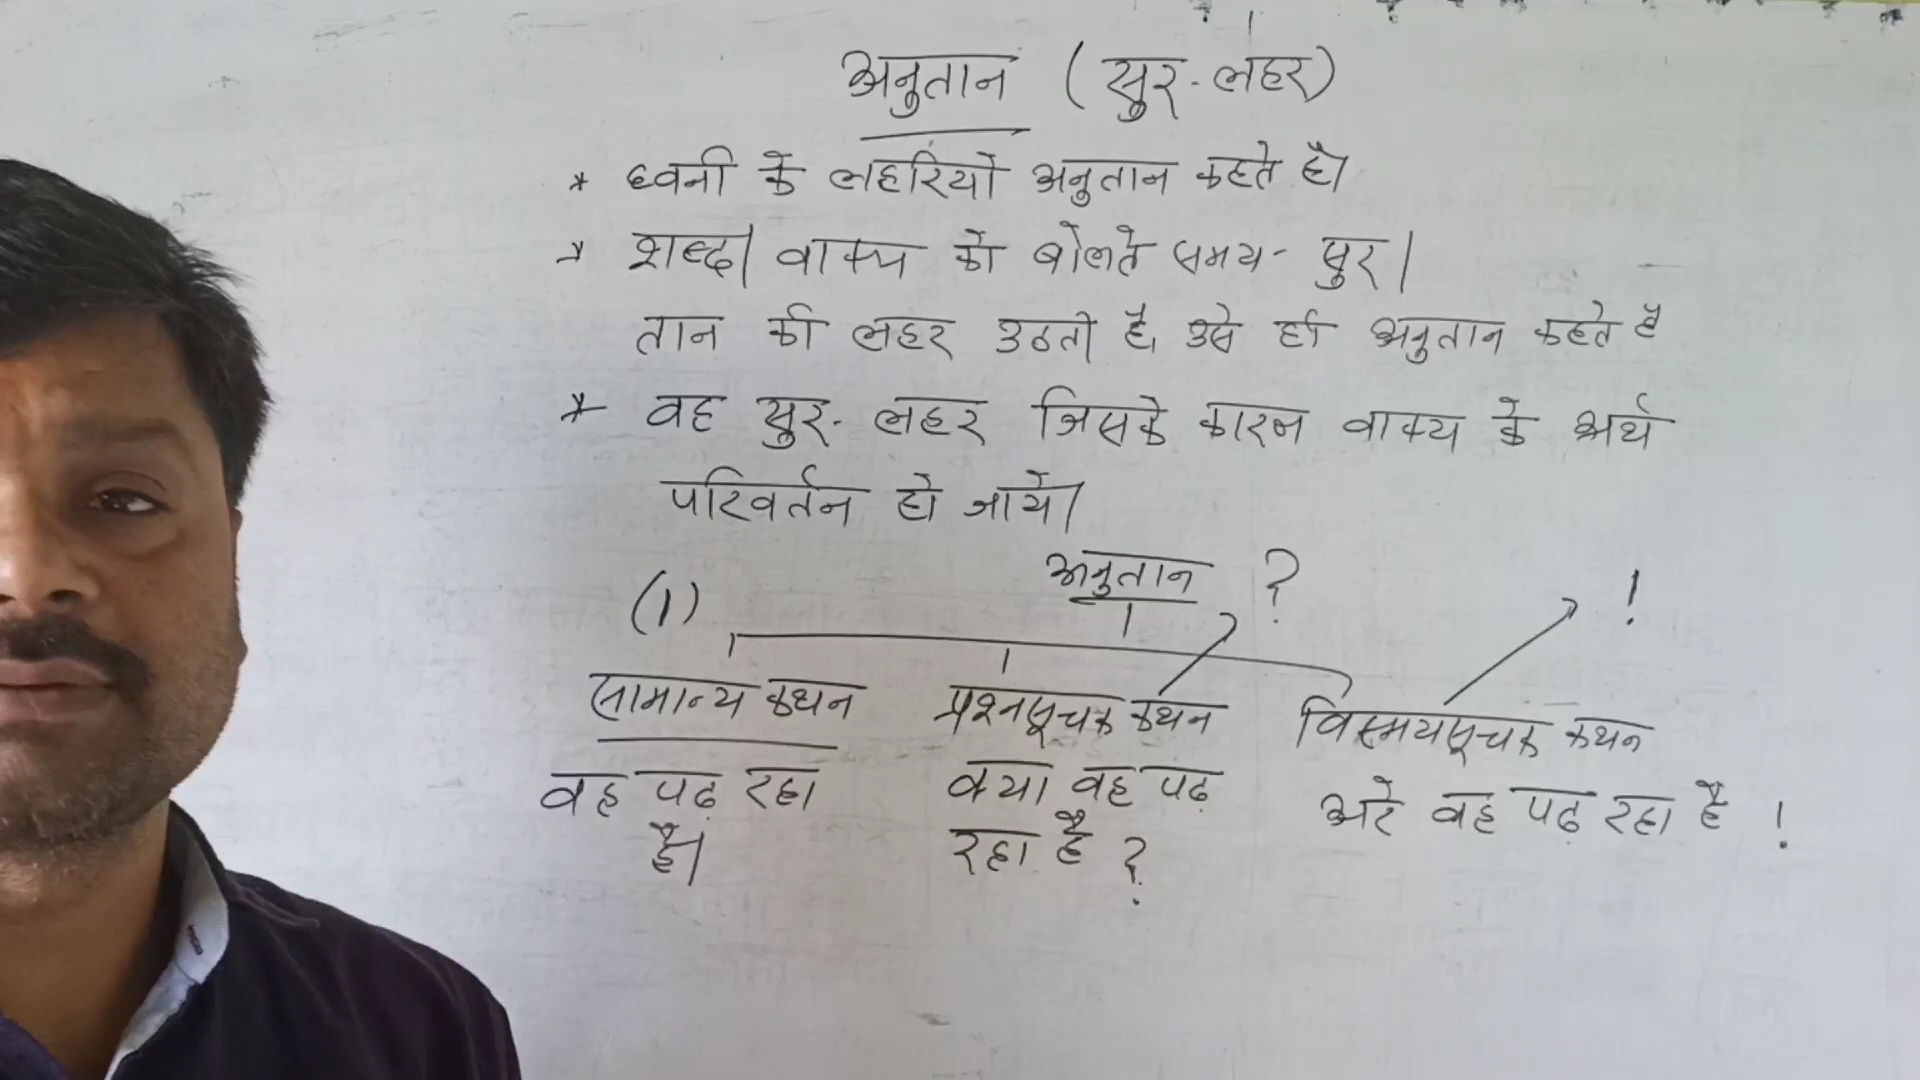 अनुतान (सुर-लहर)
* ध्वनी के लहरियों अनुतान कहते है।
* शब्द/ वाक्य को बोलते समय- सुर/
तान की लहर उठती है, उसे ही अनुतान कहते है
* वह सुर-लहर जिसके कारन वाक्य के अर्थ
परिवर्तन हो जाये।
अनुतान ? !
(1)
सामान्य कथन प्रश्नसूचक कथन विस्मयसूचक कथन
वह पढ़ रहा क्या वह पढ़ अरे वह पढ़ रहा है !
है। रहा है ?